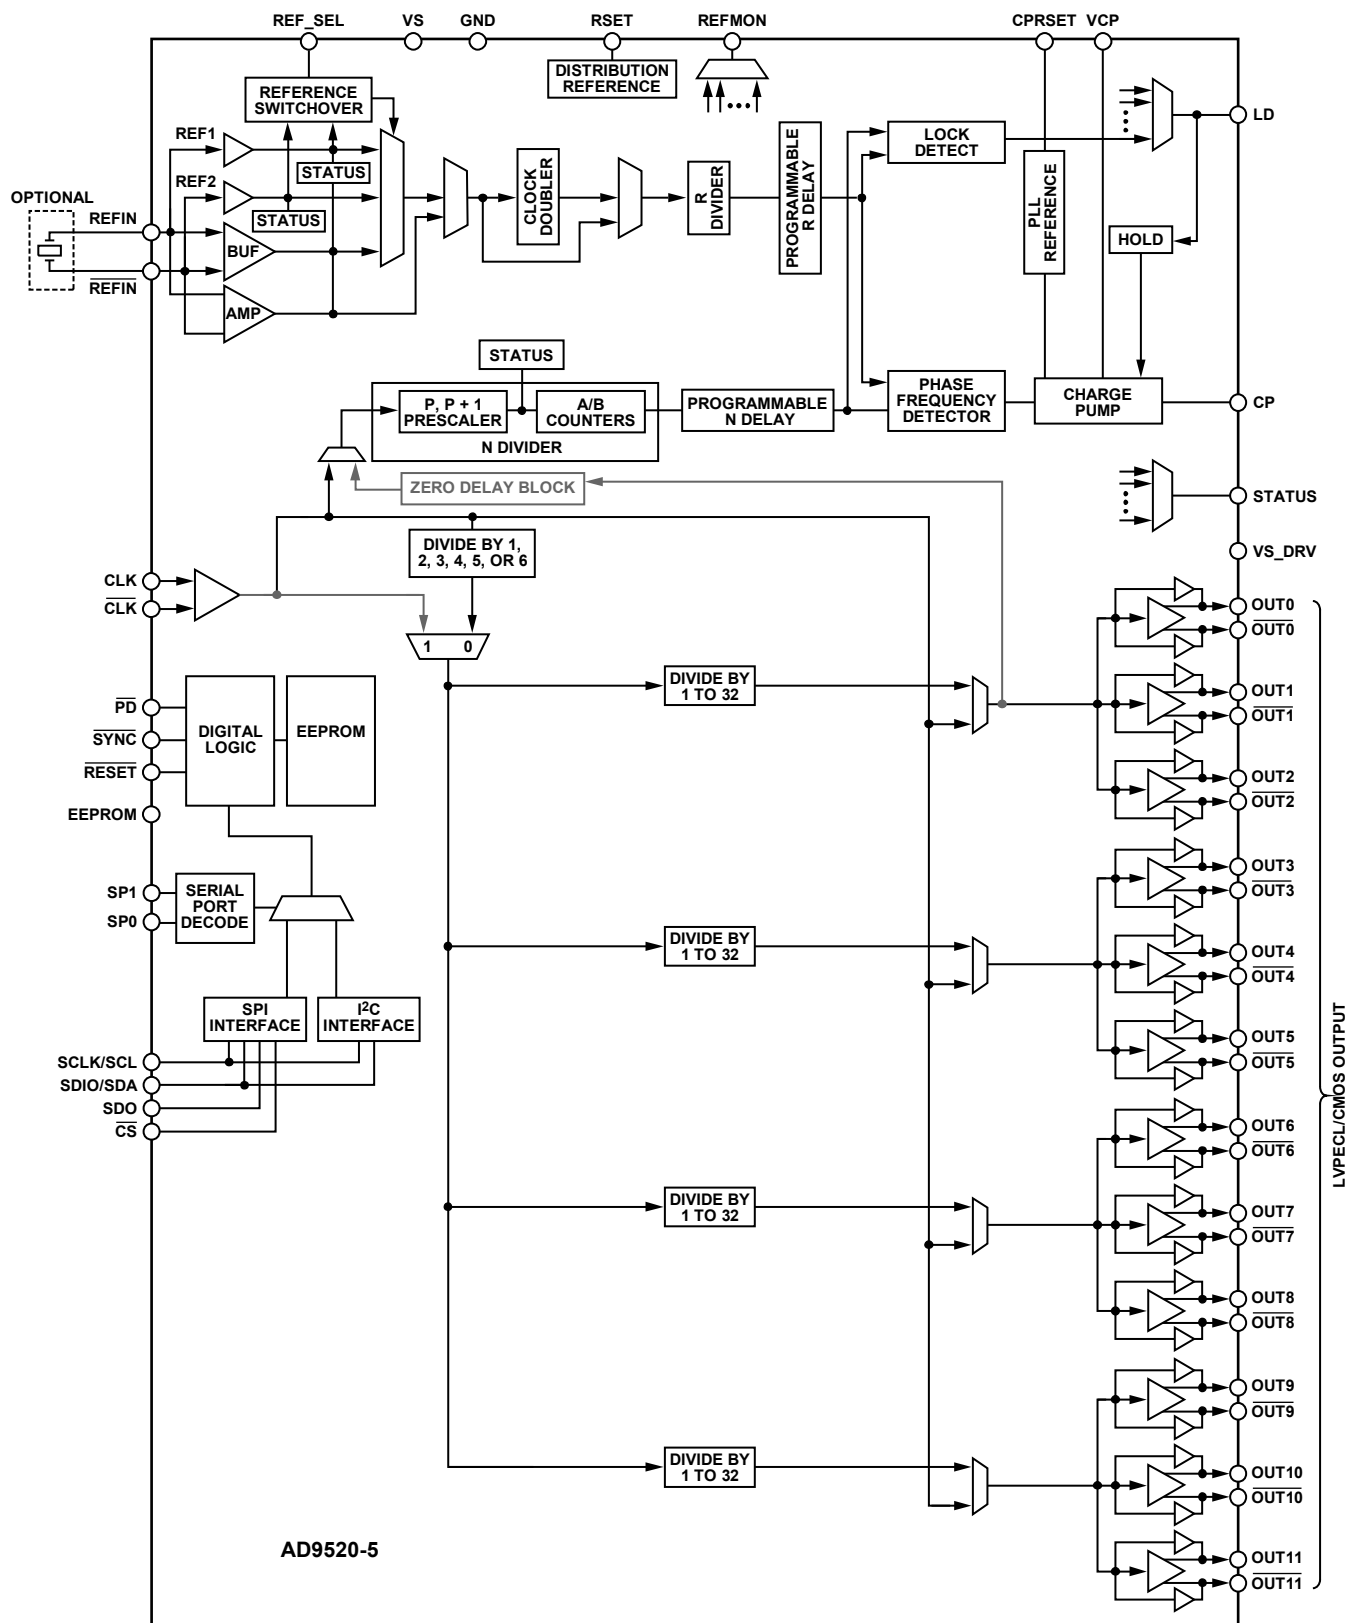 REF_SEL VS GND RSET REFMON CPRSET VCP
DISTRIBUTION
REFERENCE
REFERENCE
SWITCHOVER
LD
REF1
STATUS
REF2
STATUS
OPTIONAL
REFIN
REFIN
BUF
AMP
CLOCK
DOUBLER
R
DIVIDER
PROGRAMMABLE
R DELAY
LOCK
DETECT
PLL
REFERENCE
HOLD
STATUS
P, P + 1
PRESCALER
A/B
COUNTERS
N DIVIDER
PROGRAMMABLE
N DELAY
PHASE
FREQUENCY
DETECTOR
CHARGE
PUMP
CP
ZERO DELAY BLOCK
STATUS
DIVIDE BY 1,
2, 3, 4, 5, OR 6
VS_DRV
CLK
CLK
1 0
OUT0
OUT0
DIVIDE BY
1 TO 32
OUT1
OUT1
OUT2
OUT2
PD
SYNC
RESET
EEPROM
DIGITAL
LOGIC
EEPROM
SP1
SP0
SERIAL
PORT
DECODE
OUT3
OUT3
DIVIDE BY
1 TO 32
OUT4
OUT4
OUT5
OUT5
SPI
INTERFACE
I2C
INTERFACE
SCLK/SCL
SDIO/SDA
SDO
CS
LVPECL/CMOS OUTPUT
OUT6
OUT6
DIVIDE BY
1 TO 32
OUT7
OUT7
OUT8
OUT8
OUT9
OUT9
DIVIDE BY
1 TO 32
OUT10
OUT10
OUT11
OUT11
AD9520-5